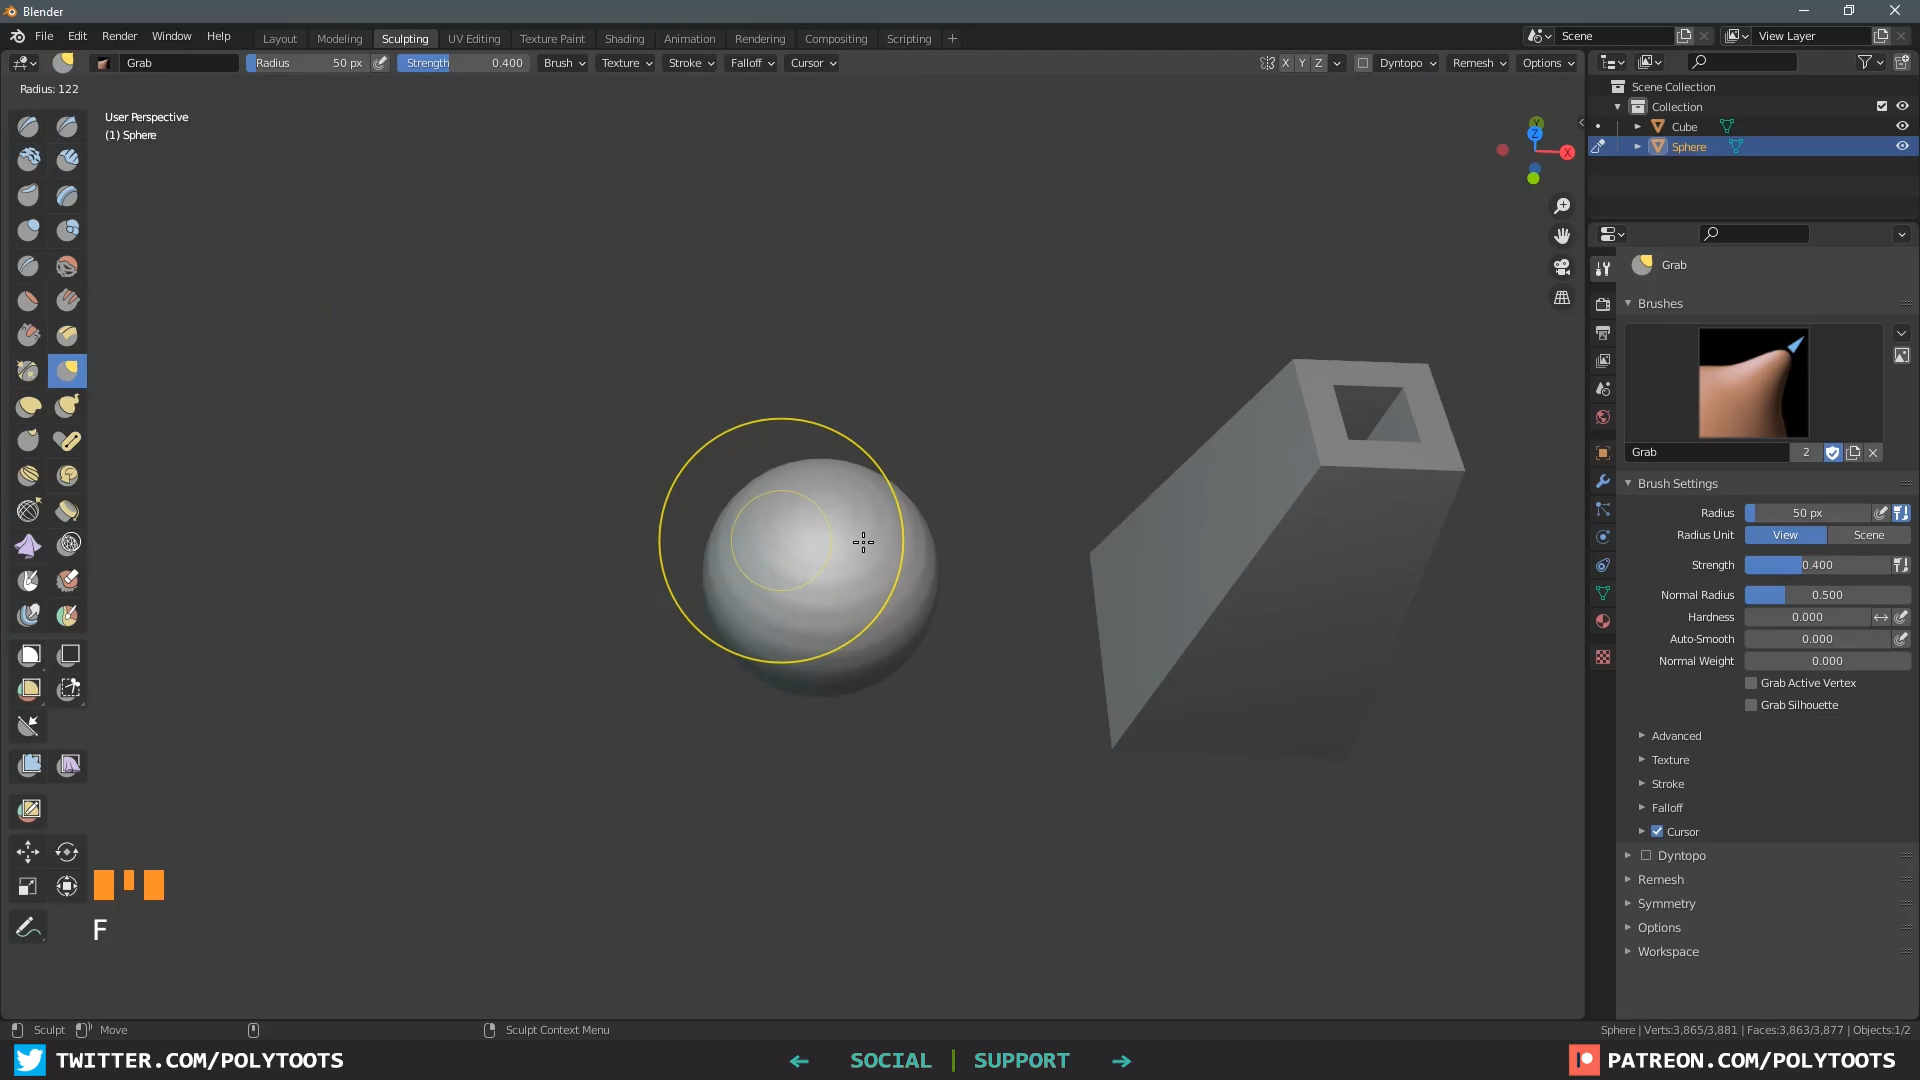 Blender
File Edit Render Window Help Layout Modeling Sculpting UV Editing Texture Paint Shading Animation Rendering Compositing Scripting + Scene View Layer
Grab Radius 50 px Strength 0.400 Brush Texture Stroke Falloff Cursor X Y Z Dyntopo Remesh Options
Radius: 122
Scene Collection
Collection
Cube
Sphere
User Perspective
(1) Sphere
Y
Z
X
Grab
Brushes
Grab 2
Brush Settings
Radius 50 px
Radius Unit View Scene
Strength 0.400
Normal Radius 0.500
Hardness 0.000
Auto-Smooth 0.000
Normal Weight 0.000
Grab Active Vertex
Grab Silhouette
Advanced
Texture
Stroke
Falloff
Cursor
Dyntopo
Remesh
Symmetry
Options
Workspace
F
Sculpt Move Sculpt Context Menu Sphere | Verts:3,865/3,881 | Faces:3,863/3,877 | Objects:1/2
TWITTER.COM/POLYTOOTS ← SOCIAL | SUPPORT → PATREON.COM/POLYTOOTS